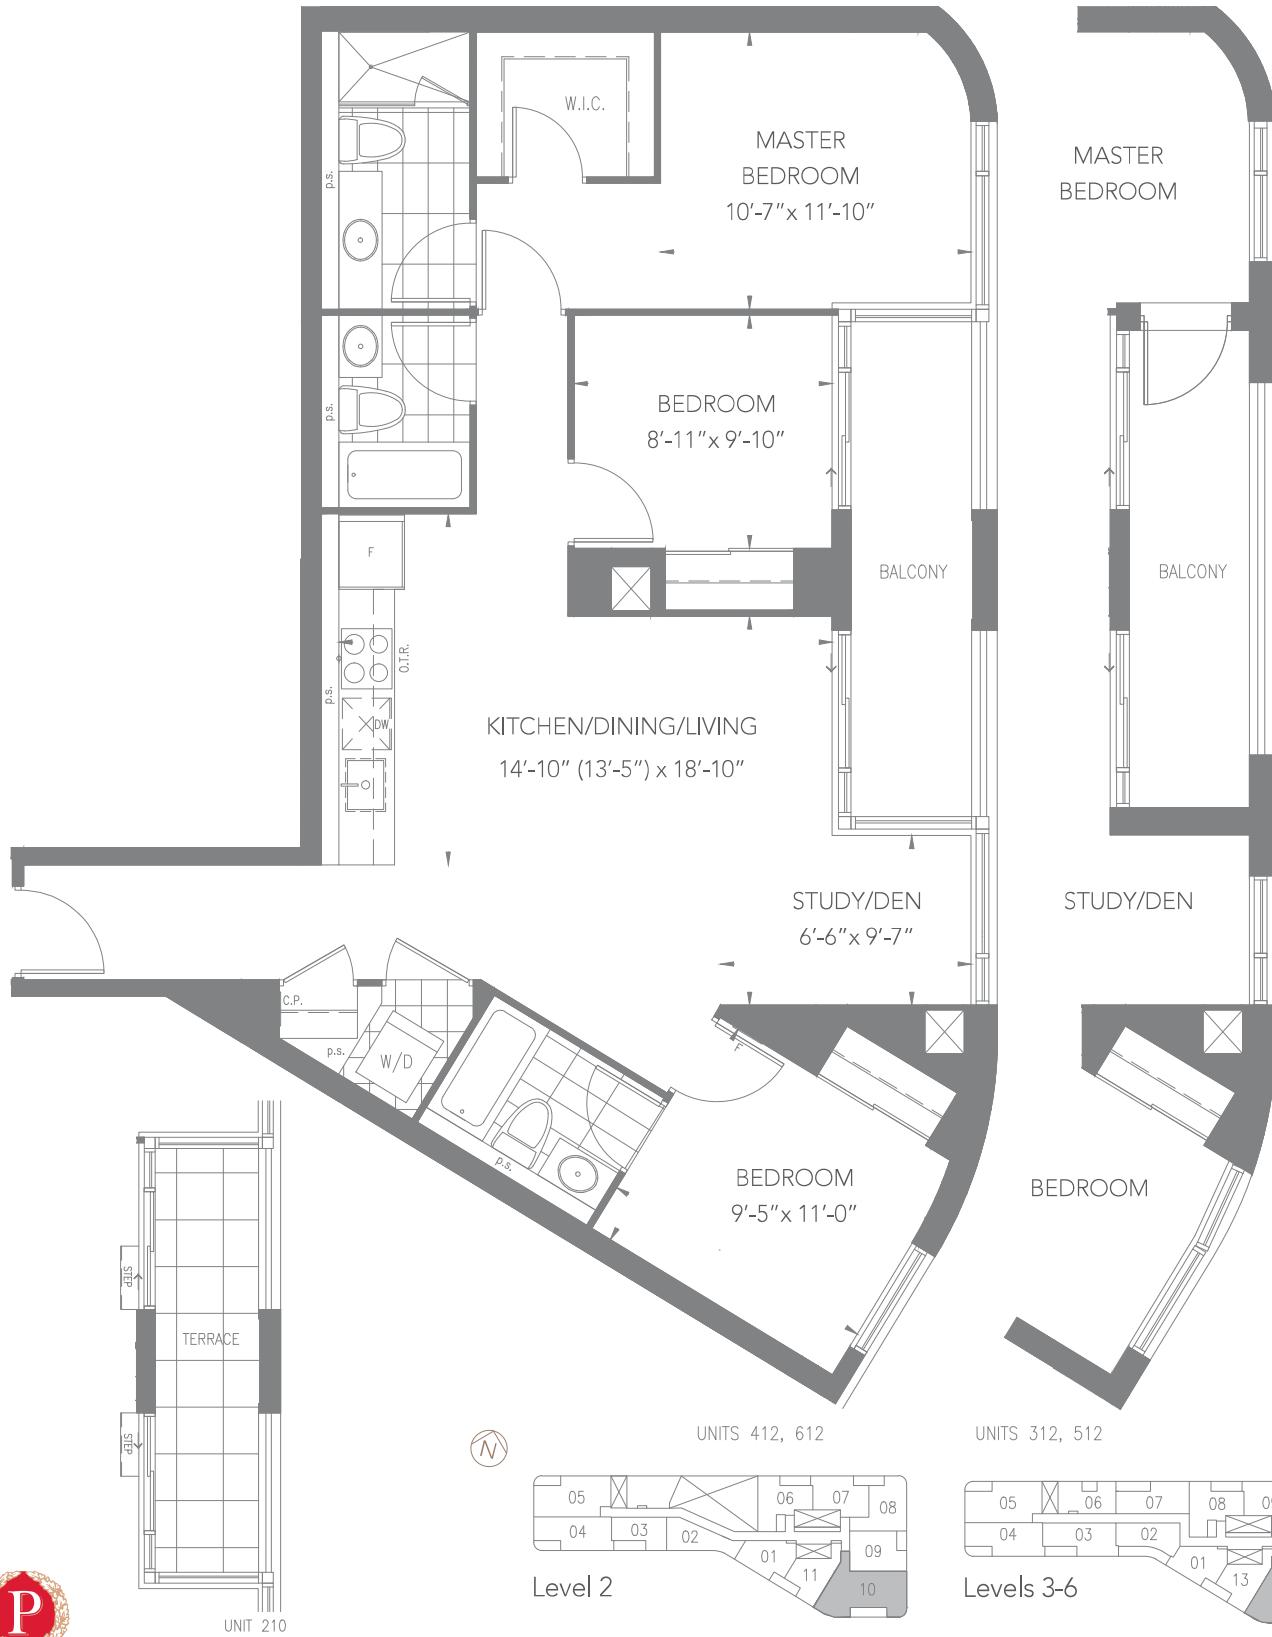 W.I.C.
MASTER
BEDROOM
10'-7" x 11'-10"
MASTER
BEDROOM
p.s.
BEDROOM
8'-11" x 9'-10"
p.s.
F
BALCONY
BALCONY
O.T.R.
p.s.
DW
KITCHEN/DINING/LIVING
14'-10" (13'-5") x 18'-10"
STUDY/DEN
6'-6" x 9'-7"
STUDY/DEN
C.P.
p.s.
W/D
F
p.s.
BEDROOM
9'-5" x 11'-0"
BEDROOM
STEP
TERRACE
STEP
UNIT 210
N
UNITS 412, 612
UNITS 312, 512
05
06
07
08
04
03
02
01
09
11
10
Level 2
05
06
07
08
04
03
02
01
13
Levels 3-6
P